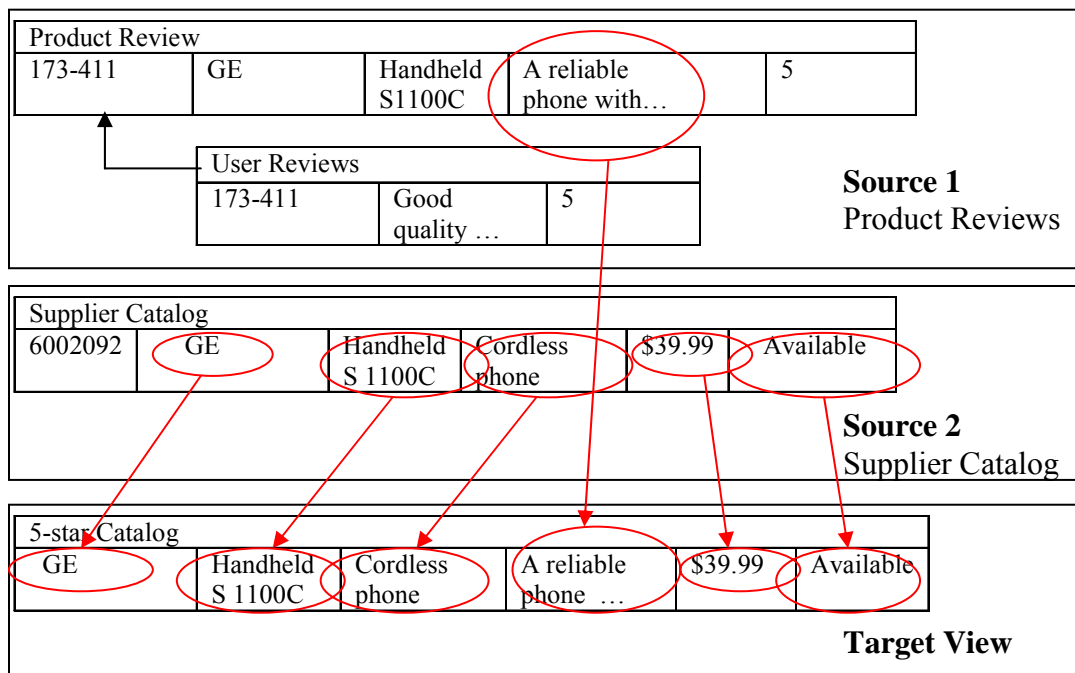 Product Review
173-411 GE Handheld A reliable 5
S1100C phone with…
User Reviews
173-411 Good 5
quality …
Source 1
Product Reviews
Supplier Catalog
6002092 GE Handheld Cordless $39.99 Available
S 1100C phone
Source 2
Supplier Catalog
5-star Catalog
GE Handheld Cordless A reliable $39.99 Available
S 1100C phone phone …
Target View